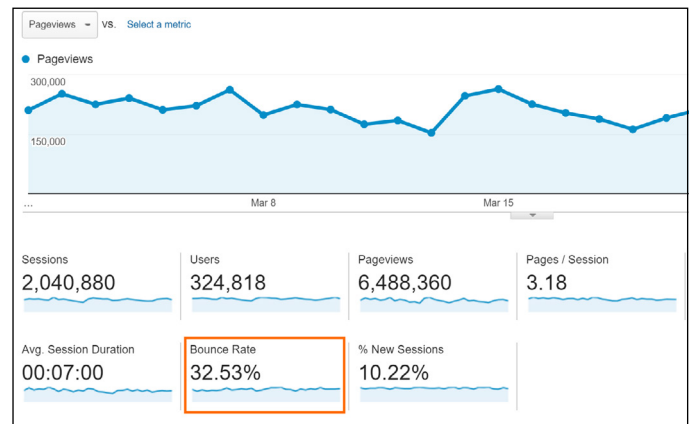 Pageviews VS. Select a metric
Pageviews
300,000
150,000
... Mar 8 Mar 15
Sessions Users Pageviews Pages / Session
2,040,880 324,818 6,488,360 3.18
Avg. Session Duration Bounce Rate % New Sessions
00:07:00 32.53% 10.22%